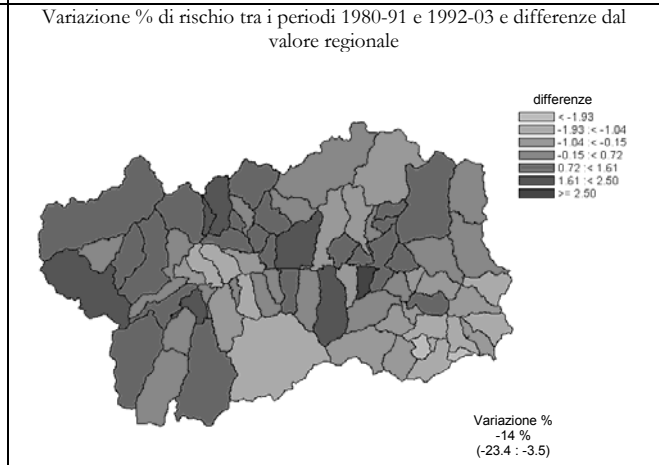 Variazione % di rischio tra i periodi 1980-91 e 1992-03 e differenze dal
valore regionale
differenze
< -1.93
-1.93 :< -1.04
-1.04 :< -0.15
-0.15 :< 0.72
0.72 :< 1.61
1.61 :< 2.50
>= 2.50
Variazione %
-14 %
(-23.4 : -3.5)